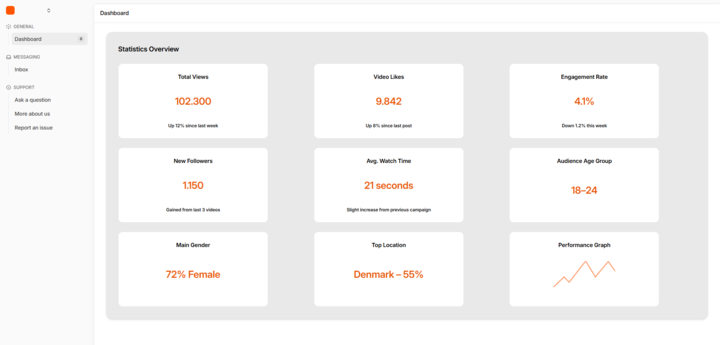 Dashboard
GENERAL
Dashboard
MESSAGING
Inbox
SUPPORT
Ask a question
More about us
Report an issue
Statistics Overview
Total Views
102.300
Up 12% since last week
Video Likes
9.842
Up 8% since last post
Engagement Rate
4.1%
Down 1.2% this week
New Followers
1.150
Gained from last 3 videos
Avg. Watch Time
21 seconds
Slight increase from previous campaign
Audience Age Group
18–24
Main Gender
72% Female
Top Location
Denmark – 55%
Performance Graph